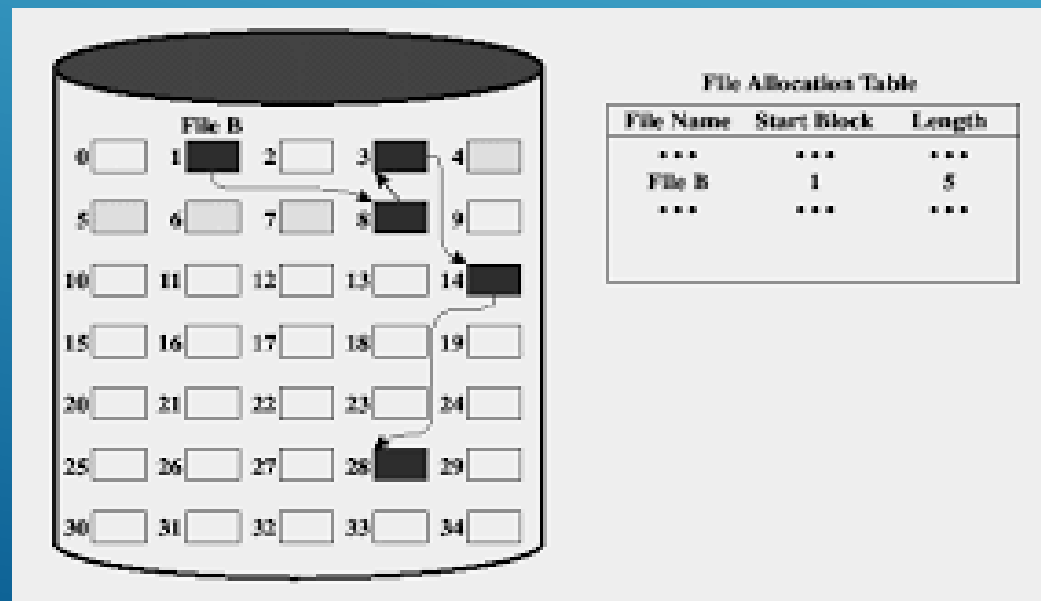 File Allocation Table
File Name Start Block Length
• • • • • • • • •
File B 1 5
• • • • • • • • •
File B
0 1 2 3 4
5 6 7 8 9
10 11 12 13 14
15 16 17 18 19
20 21 22 23 24
25 26 27 28 29
30 31 32 33 34